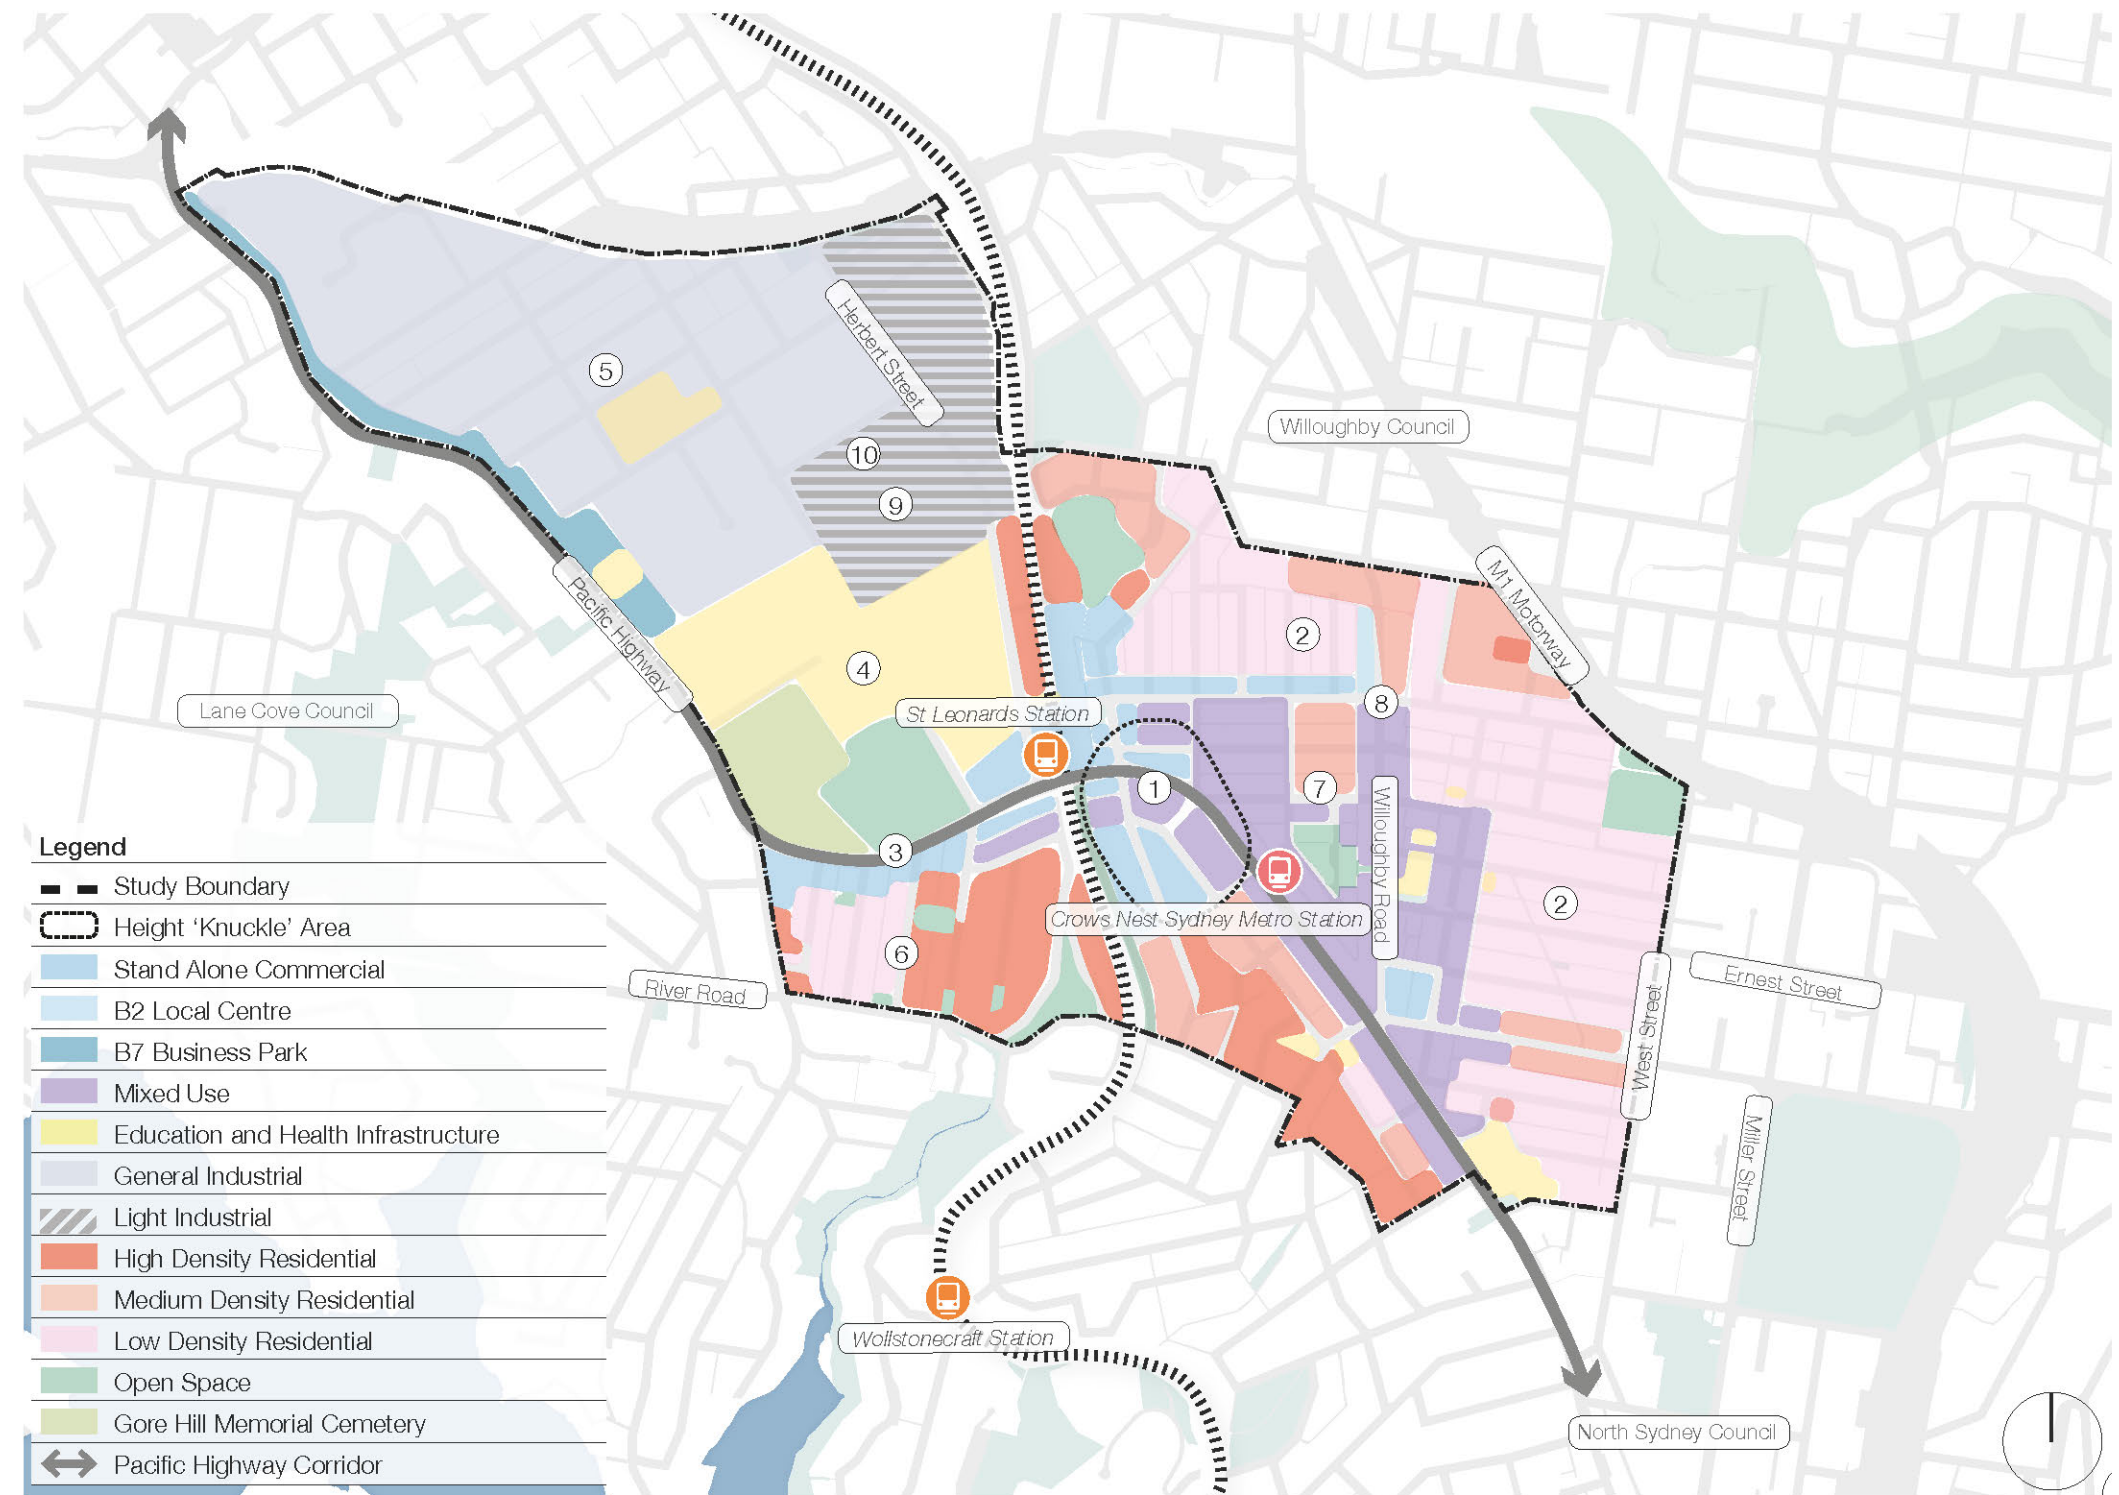 Herbert Street
5
Willoughby Council
10
9
M1 Motorway
Pacific Highway
2
4
Lane Cove Council
St Leonards Station
8
1
7
Willoughby Road
3
Crows Nest Sydney Metro Station
2
6
River Road
West Street
Ernest Street
Miller Street
Wollstonecraft Station
North Sydney Council
Legend
Study Boundary
Height ‘Knuckle’ Area
Stand Alone Commercial
B2 Local Centre
B7 Business Park
Mixed Use
Education and Health Infrastructure
General Industrial
Light Industrial
High Density Residential
Medium Density Residential
Low Density Residential
Open Space
Gore Hill Memorial Cemetery
Pacific Highway Corridor